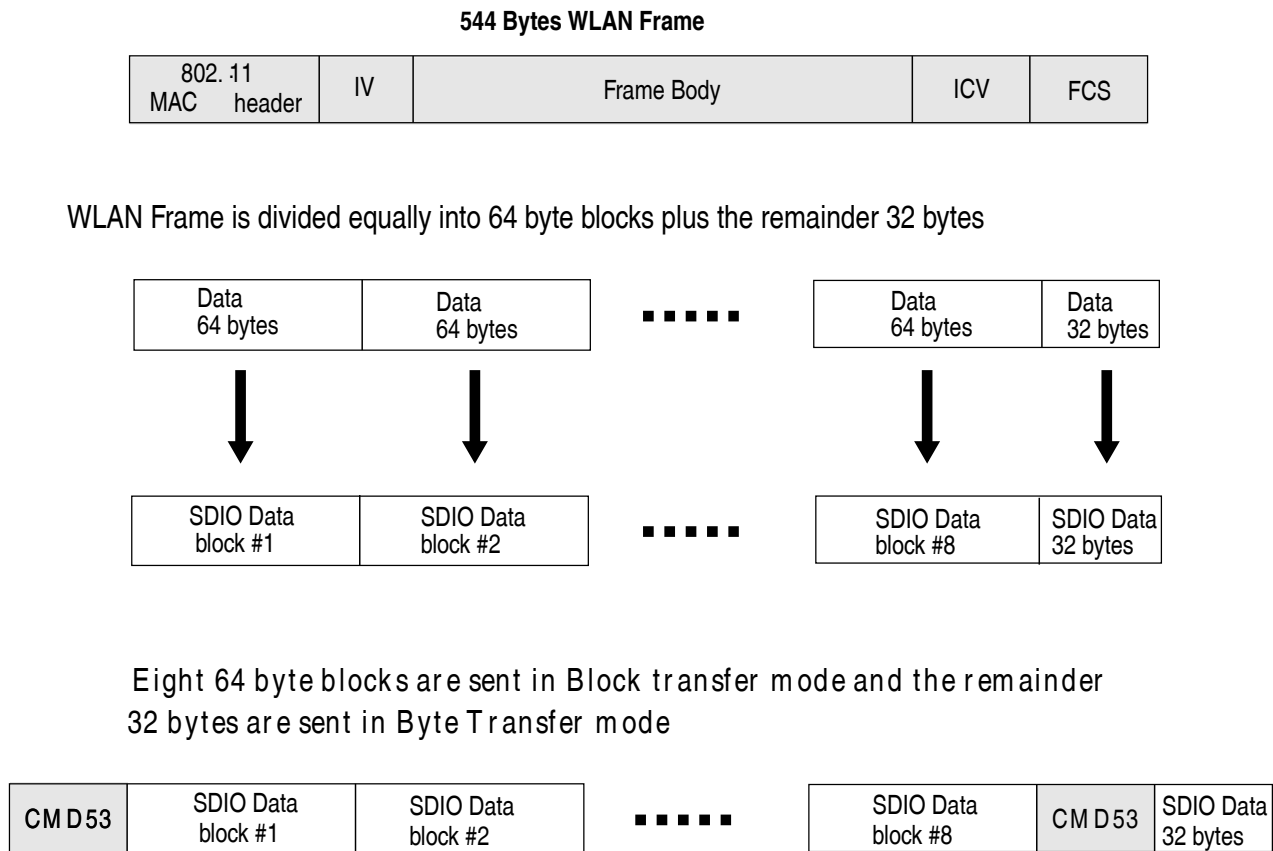 544 Bytes WLAN Frame
802.11
MAC header
IV
Frame Body
ICV
FCS
WLAN Frame is divided equally into 64 byte blocks plus the remainder 32 bytes
Data
64 bytes
Data
64 bytes
Data
64 bytes
Data
32 bytes
SDIO Data
block #1
SDIO Data
block #2
SDIO Data
block #8
SDIO Data
32 bytes
Eight 64 byte blocks are sent in Block transfer mode and the remainder
32 bytes are sent in Byte Transfer mode
CMD53
SDIO Data
block #1
SDIO Data
block #2
SDIO Data
block #8
CMD53
SDIO Data
32 bytes